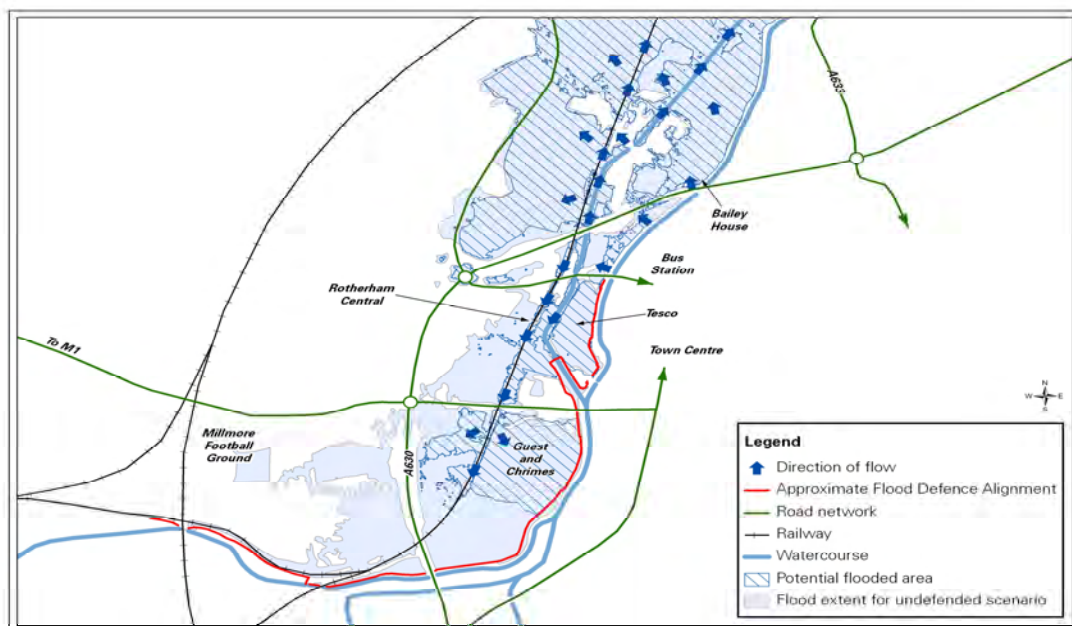 A633
Bailey
House
Bus
Station
Rotherham
Central
Tesco
To M1
Town Centre
N
W
E
S
Millmore
Football
Ground
A630
Guest
and
Chrimes
Legend
Direction of flow
Approximate Flood Defence Alignment
Road network
Railway
Watercourse
Potential flooded area
Flood extent for undefended scenario